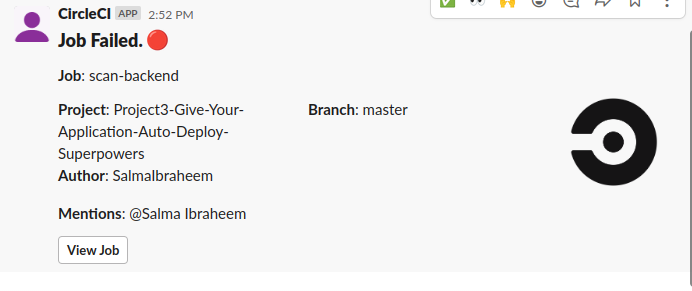 CircleCI APP 2:52 PM
Job Failed.
Job: scan-backend
Project: Project3-Give-Your-
Application-Auto-Deploy-
Superpowers
Branch: master
Author: SalmaIbraheem
Mentions: @Salma Ibraheem
View Job